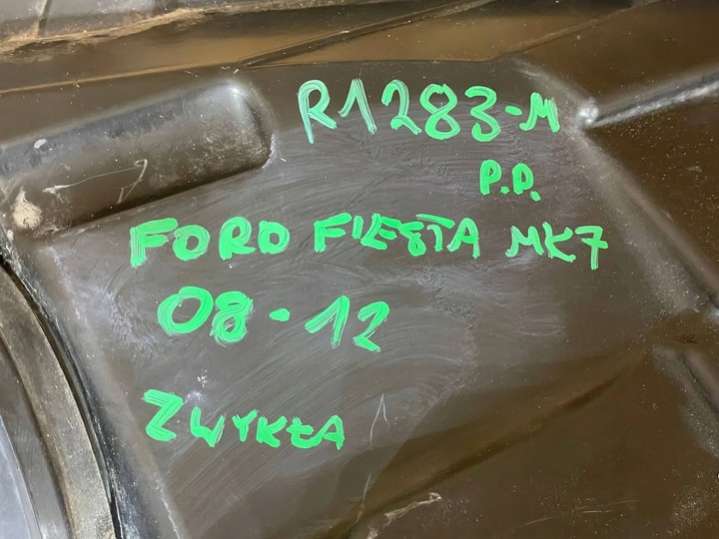 R1283-M
P.P.
FORD FIESTA MK7
08-12
ZWYKŁA